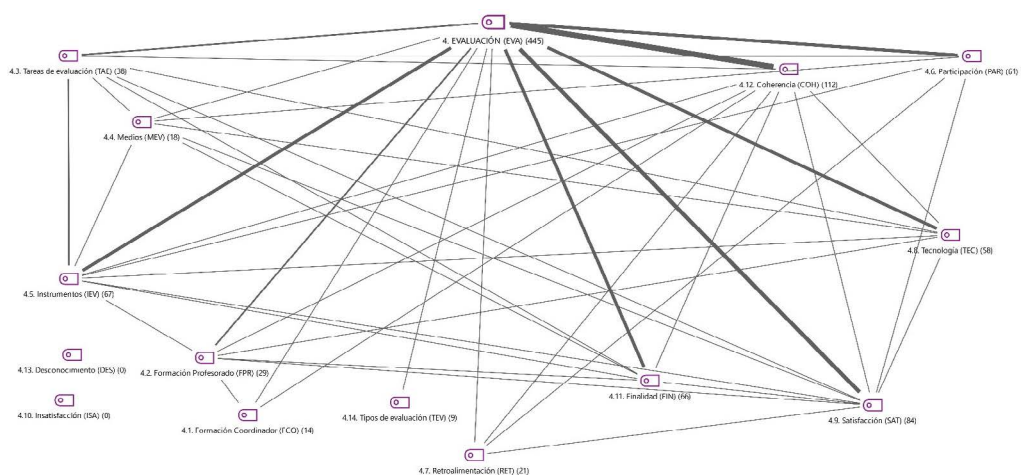 4. EVALUACIÓN (EVA) (445)
4.3. Tareas de evaluación (TAE) (38)
4.6. Participación (PAR) (61)
4.12. Coherencia (COH) (112)
4.4. Medios (MEV) (18)
4.8. Tecnología (TEC) (58)
4.5. Instrumentos (IEV) (67)
4.13. Desconocimiento (DES) (0)
4.2. Formación Profesorado (FPR) (29)
4.11. Finalidad (FIN) (66)
4.10. Insatisfacción (ISA) (0)
4.1. Formación Coordinador (FCO) (14)
4.14. Tipos de evaluación (TEV) (9)
4.9. Satisfacción (SAT) (84)
4.7. Retroalimentación (RET) (21)